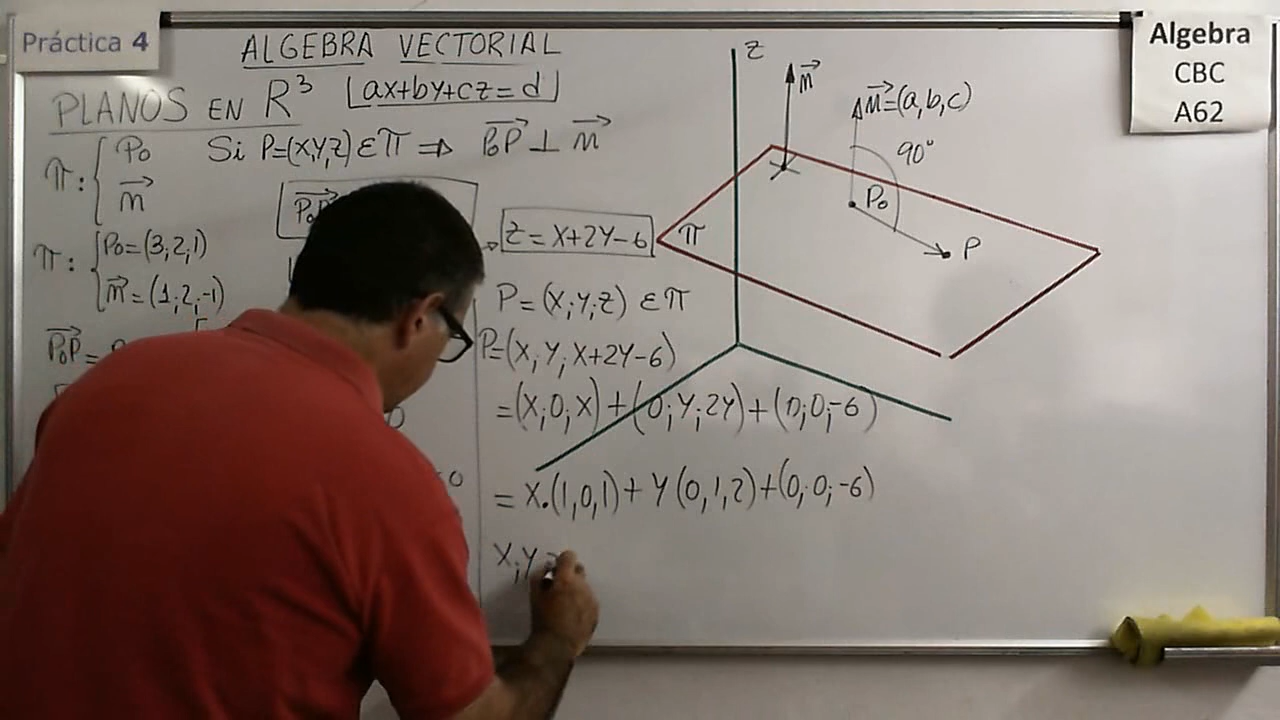 Práctica 4
ALGEBRA VECTORIAL
PLANOS EN R³ ax+by+cz=d
π: { P₀
n⃗
Si P=(x,y,z) ε π ⇒ P₀P⃗ ⊥ n⃗
π: { P₀=(3;2;1)
n⃗=(1;2;-1)
P₀P⃗ =
Z = X+2Y-6
P=(X;Y;Z) ε π
P=(X;Y;X+2Y-6)
=(X;0;X)+(0;Y;2Y)+(0;0;-6)
= X.(1,0,1)+ Y(0,1,2)+(0;0;-6)
X;Y
Z
n⃗
n⃗=(a,b,c)
90°
P₀
P
π
Algebra
CBC
A62